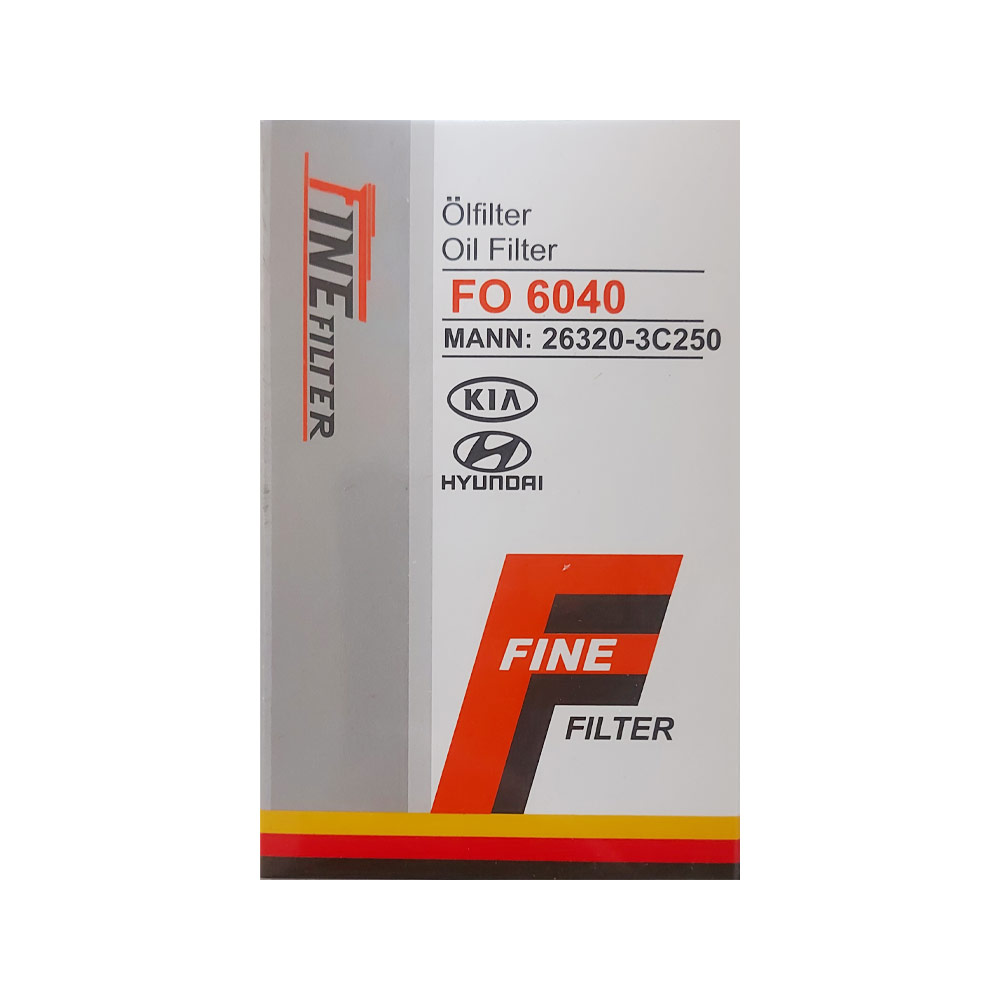 FINE FILTER
Ölfilter
Oil Filter
FO 6040
MANN: 26320-3C250
KIA
HYUNDAI
FINE
FILTER